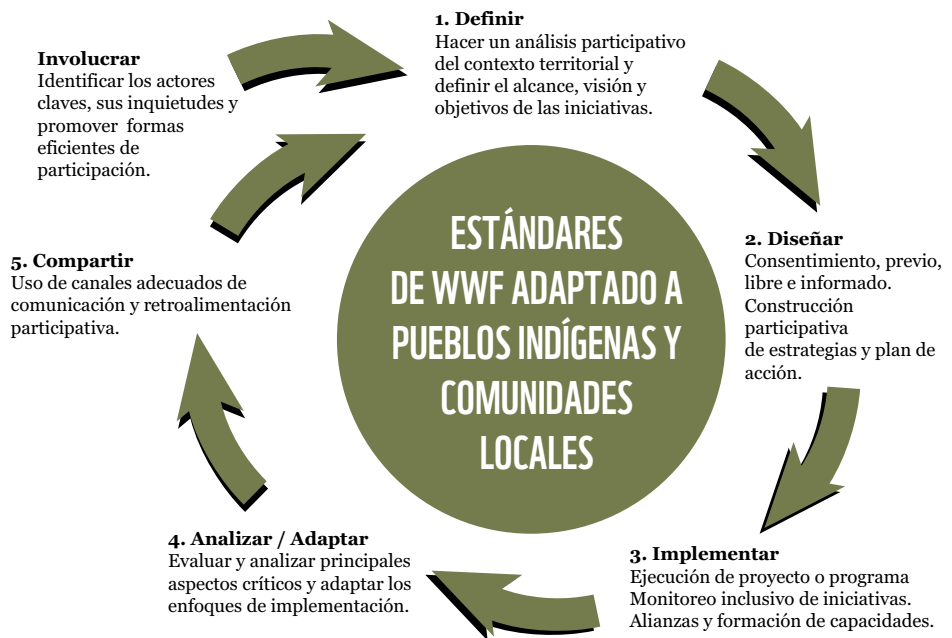 Involucrar
Identificar los actores
claves, sus inquietudes y
promover formas
eficientes de
participación.
1. Definir
Hacer un análisis participativo
del contexto territorial y
definir el alcance, visión y
objetivos de las iniciativas.
2. Diseñar
Consentimiento, previo,
libre e informado.
Construcción
participativa
de estrategias y plan de
acción.
3. Implementar
Ejecución de proyecto o programa
Monitoreo inclusivo de iniciativas.
Alianzas y formación de capacidades.
4. Analizar / Adaptar
Evaluar y analizar principales
aspectos críticos y adaptar los
enfoques de implementación.
5. Compartir
Uso de canales adecuados de
comunicación y retroalimentación
participativa.
ESTÁNDARES
DE WWF ADAPTADO A
PUEBLOS INDÍGENAS Y
COMUNIDADES
LOCALES